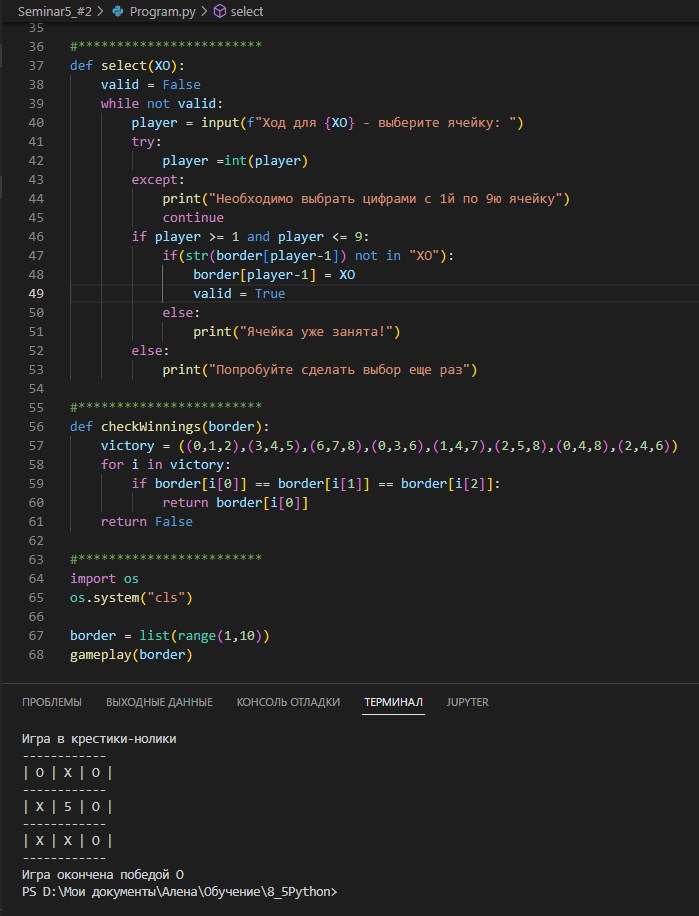 Seminar5_#2 > Program.py > select
35
36 #************************
37 def select(XO):
38     valid = False
39     while not valid:
40         player = input(f"Ход для {XO} - выберите ячейку: ")
41         try:
42             player =int(player)
43         except:
44             print("Необходимо выбрать цифрами с 1й по 9ю ячейку")
45             continue
46         if player >= 1 and player <= 9:
47             if(str(border[player-1]) not in "XO"):
48                 border[player-1] = XO
49                 valid = True
50             else:
51                 print("Ячейка уже занята!")
52         else:
53             print("Попробуйте сделать выбор еще раз")
54
55 #************************
56 def checkWinnings(border):
57     victory = ((0,1,2),(3,4,5),(6,7,8),(0,3,6),(1,4,7),(2,5,8),(0,4,8),(2,4,6))
58     for i in victory:
59         if border[i[0]] == border[i[1]] == border[i[2]]:
60             return border[i[0]]
61     return False
62
63 #************************
64 import os
65 os.system("cls")
66
67 border = list(range(1,10))
68 gameplay(border)
ПРОБЛЕМЫ ВЫХОДНЫЕ ДАННЫЕ КОНСОЛЬ ОТЛАДКИ ТЕРМИНАЛ JUPYTER
Игра в крестики-нолики
------------
| O | X | O |
------------
| X | 5 | O |
------------
| X | X | O |
------------
Игра окончена победой O
PS D:\Мои документы\Алена\Обучение\8_5Python>